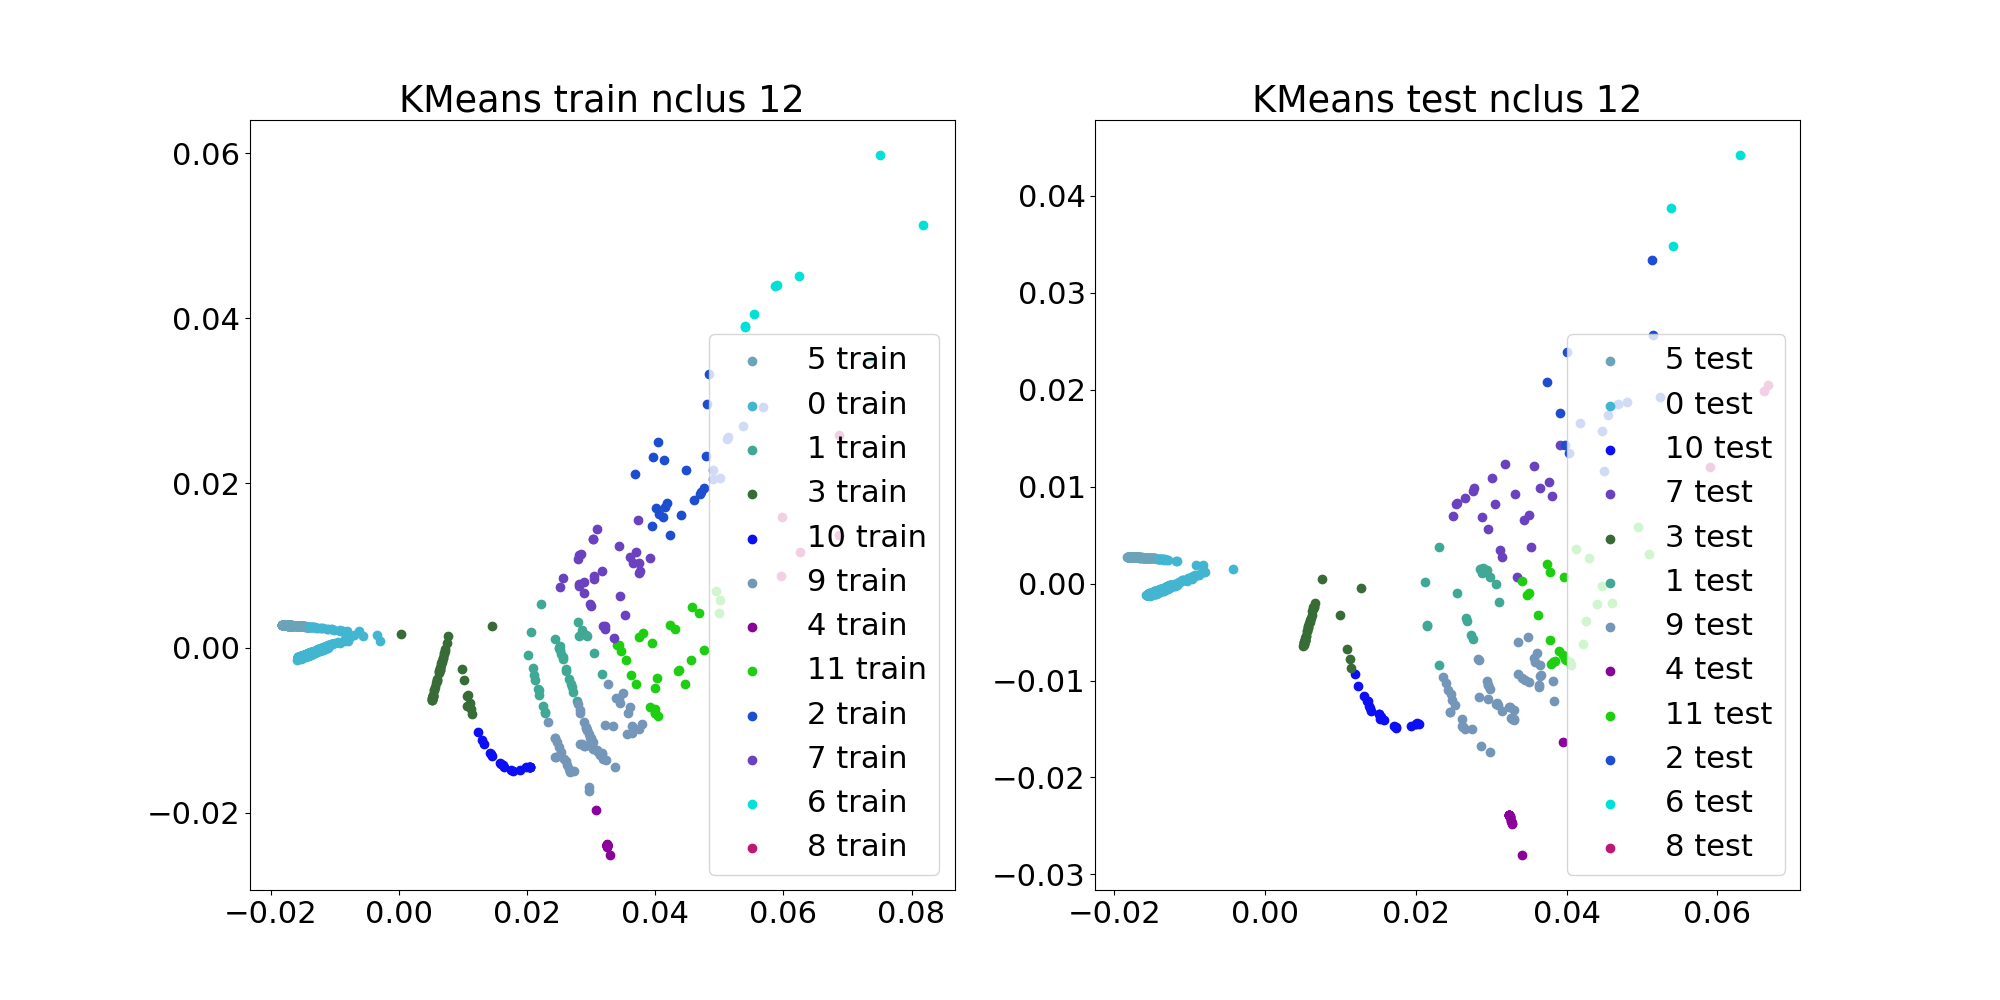 KMeans train nclus 12
0.06
0.04
0.02
0.00
−0.02
−0.02 0.00 0.02 0.04 0.06 0.08
5 train
0 train
1 train
3 train
10 train
9 train
4 train
11 train
2 train
7 train
6 train
8 train
KMeans test nclus 12
0.04
0.03
0.02
0.01
0.00
−0.01
−0.02
−0.03
−0.02 0.00 0.02 0.04 0.06
5 test
0 test
10 test
7 test
3 test
1 test
9 test
4 test
11 test
2 test
6 test
8 test